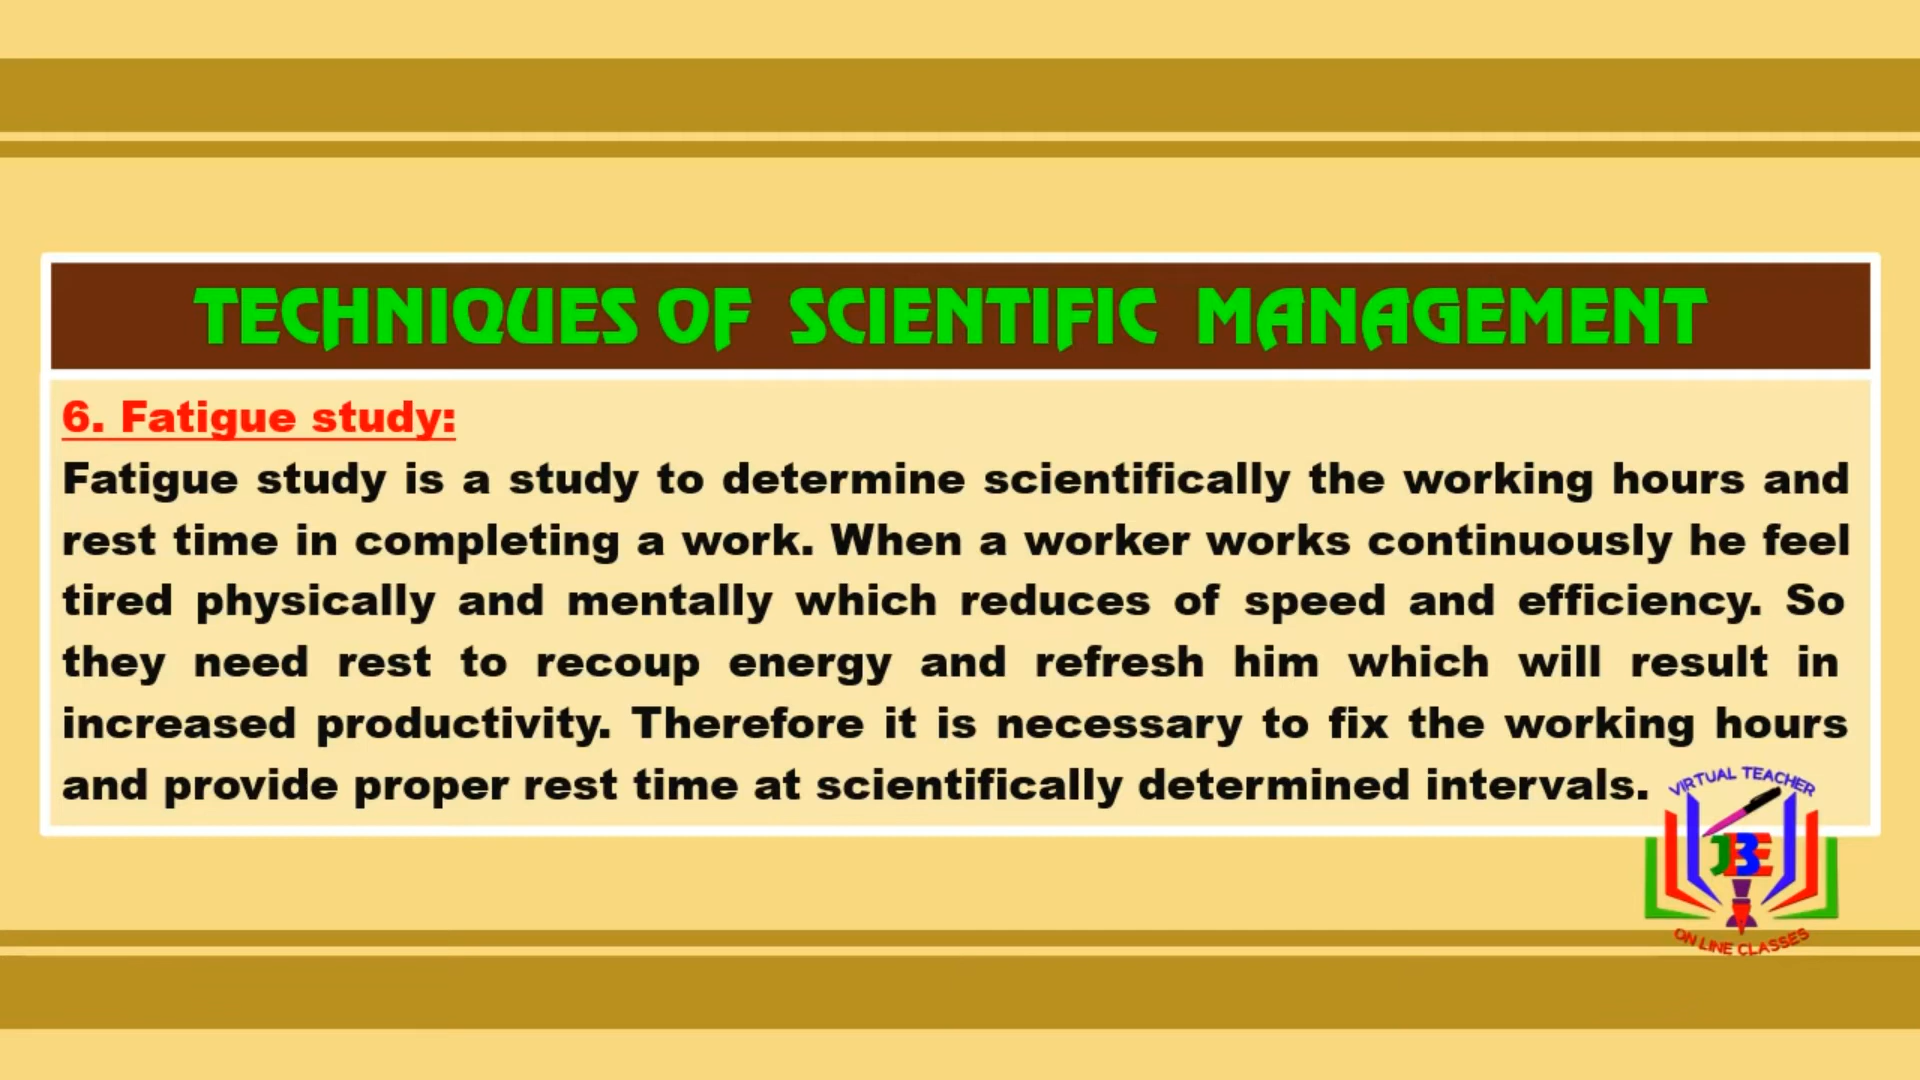 TECHNIQUES OF SCIENTIFIC MANAGEMENT
6. Fatigue study:
Fatigue study is a study to determine scientifically the working hours and
rest time in completing a work. When a worker works continuously he feel
tired physically and mentally which reduces of speed and efficiency. So
they need rest to recoup energy and refresh him which will result in
increased productivity. Therefore it is necessary to fix the working hours
and provide proper rest time at scientifically determined intervals.
VIRTUAL TEACHER
JBE
ON LINE CLASSES